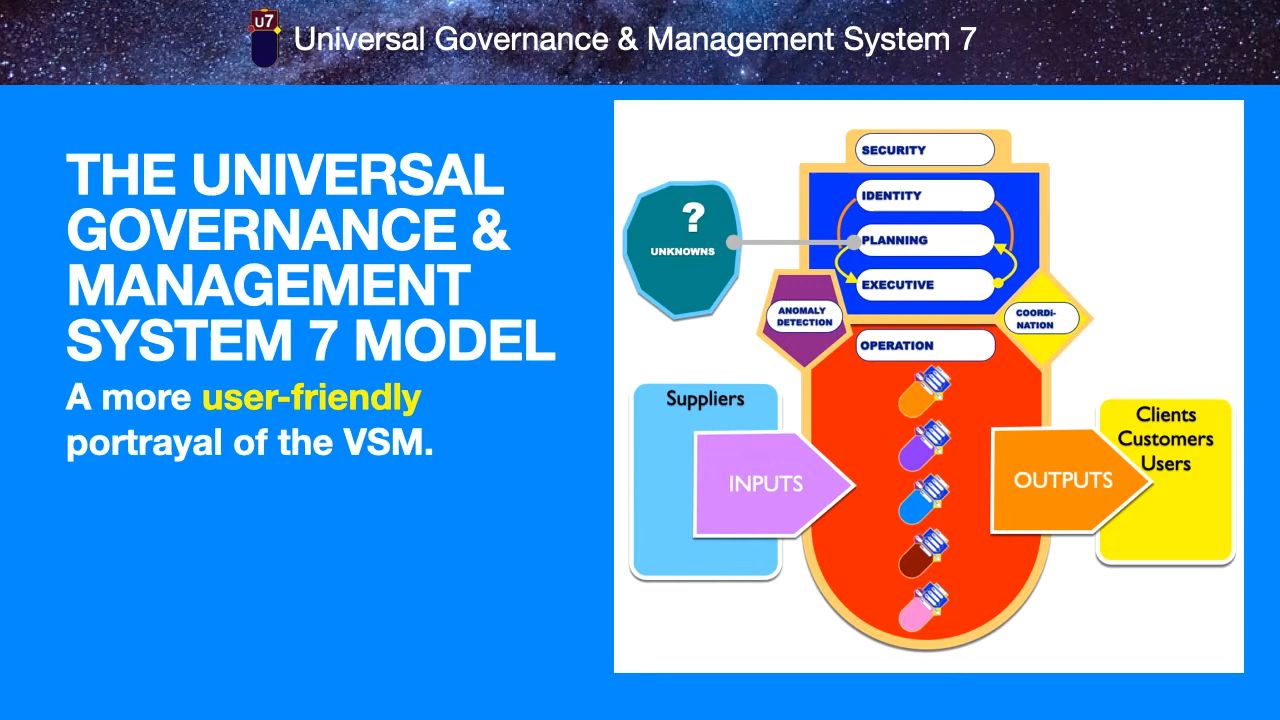 U7
Universal Governance & Management System 7
THE UNIVERSAL
GOVERNANCE &
MANAGEMENT
SYSTEM 7 MODEL
A more user-friendly
portrayal of the VSM.
SECURITY
IDENTITY
?
UNKNOWNS
PLANNING
EXECUTIVE
ANOMALY
DETECTION
COORDI-
NATION
OPERATION
Suppliers
INPUTS
OUTPUTS
Clients
Customers
Users